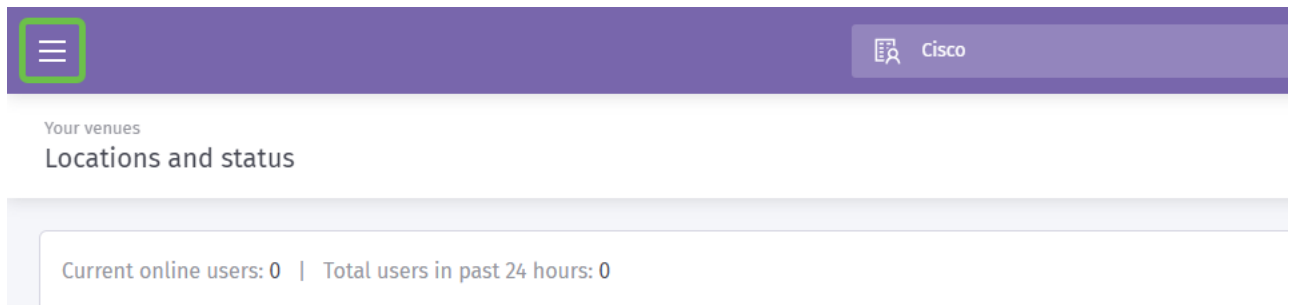 Cisco
Your venues
Locations and status
Current online users: 0 | Total users in past 24 hours: 0